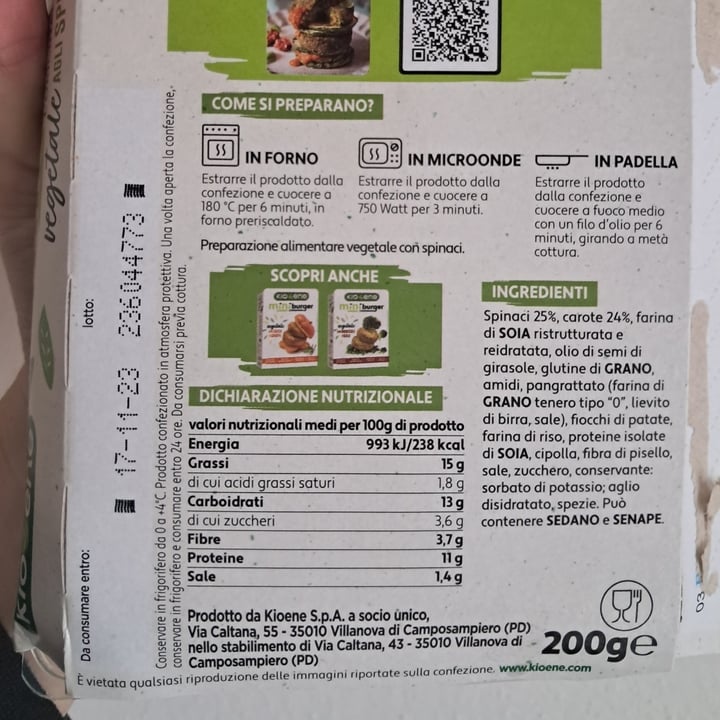 COME SI PREPARANO?
IN FORNO
Estrarre il prodotto dalla
confezione e cuocere a
180 °C per 6 minuti, in
forno preriscaldato.
IN MICROONDE
Estrarre il prodotto dalla
confezione e cuocere a
750 Watt per 3 minuti.
IN PADELLA
Estrarre il prodotto
dalla confezione e
cuocere a fuoco medio
con un filo d'olio per 6
minuti, girando a metà
cottura.
Preparazione alimentare vegetale con spinaci.
SCOPRI ANCHE
KIOENE
miniburger
KIOENE
miniburger
DICHIARAZIONE NUTRIZIONALE
valori nutrizionali medi per 100g di prodotto
Energia 993 kJ/238 kcal
Grassi 15 g
di cui acidi grassi saturi 1,8 g
Carboidrati 13 g
di cui zuccheri 3,6 g
Fibre 3,7 g
Proteine 11 g
Sale 1,4 g
INGREDIENTI
Spinaci 25%, carote 24%, farina
di SOIA ristrutturata e
reidratata, olio di semi di
girasole, glutine di GRANO,
amidi, pangrattato (farina di
GRANO tenero tipo "0", lievito
di birra, sale), fiocchi di patate,
farina di riso, proteine isolate
di SOIA, cipolla, fibra di pisello,
sale, zucchero, conservante:
sorbato di potassio; aglio
disidratato, spezie. Può
contenere SEDANO e SENAPE.
Prodotto da Kioene S.p.A. a socio unico,
Via Caltana, 55 - 35010 Villanova di Camposampiero (PD)
nello stabilimento di Via Caltana, 43 - 35010 Villanova di
Camposampiero (PD)
200g e
È vietata qualsiasi riproduzione delle immagini riportate sulla confezione. www.kioene.com
Conservare in frigorifero da 0 a +4°C. Prodotto confezionato in atmosfera protettiva. Una volta aperta la confezione,
conservare in frigorifero e consumare entro 24 ore. Da consumarsi previa cottura.
Da consumare entro:
lotto:
17-11-23 236044773
vegetale AGLI SP
03